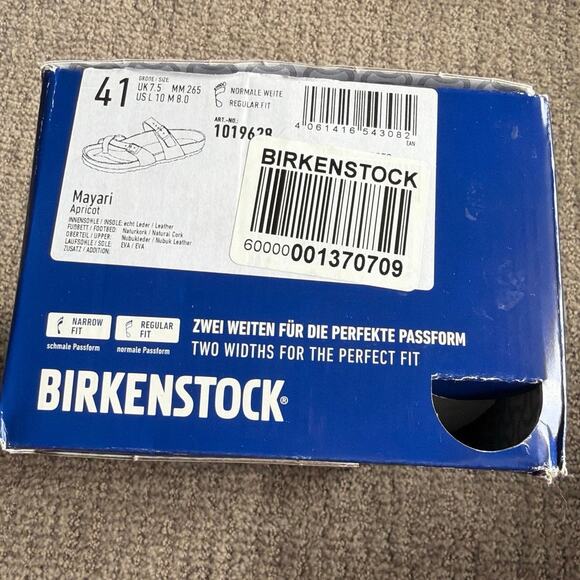 41
GRÖßE / SIZE
UK 7.5 MM 265
US L 10 M 8.0
NORMALE WEITE
REGULAR FIT
ART.-NO.:
1019628
4 061416 543082
EAN
Mayari
Apricot
INNENSOHLE / INSOLE: echt Leder / Leather
FUßBETT / FOOTBED: Naturkork / Natural Cork
OBERTEIL / UPPER: Nubukleder / Nubuk Leather
LAUFSOHLE / SOLE: EVA / EVA
ZUSATZ / ADDITION:
BIRKENSTOCK
60000001370709
NARROW FIT
schmale Passform
REGULAR FIT
normale Passform
ZWEI WEITEN FÜR DIE PERFEKTE PASSFORM
TWO WIDTHS FOR THE PERFECT FIT
BIRKENSTOCK®